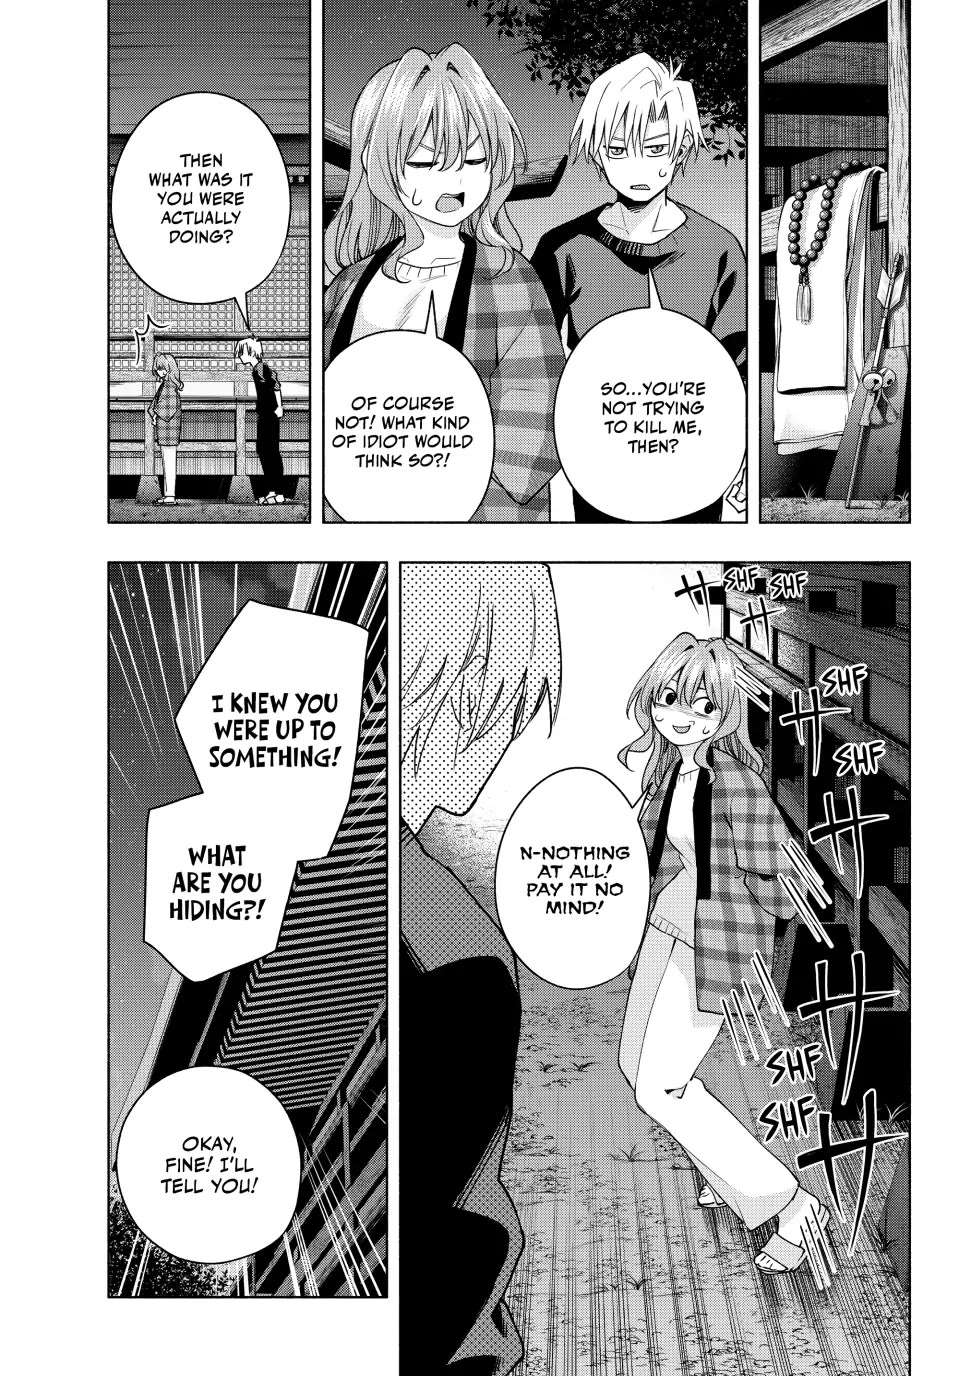 SO...YOU'RE
NOT TRYING
TO KILL ME,
THEN?
OF COURSE
NOT! WHAT KIND
OF IDIOT WOULD
THINK SO?!
THEN
WHAT WAS IT
YOU WERE
ACTUALLY
DOING?
SHF
SHF
SHF
SHF
N-NOTHING
AT ALL!
PAY IT NO
MIND!
SHF
SHF
I KNEW YOU
WERE UP TO
SOMETHING!
WHAT
ARE YOU
HIDING?!
OKAY,
FINE! I'LL
TELL YOU!